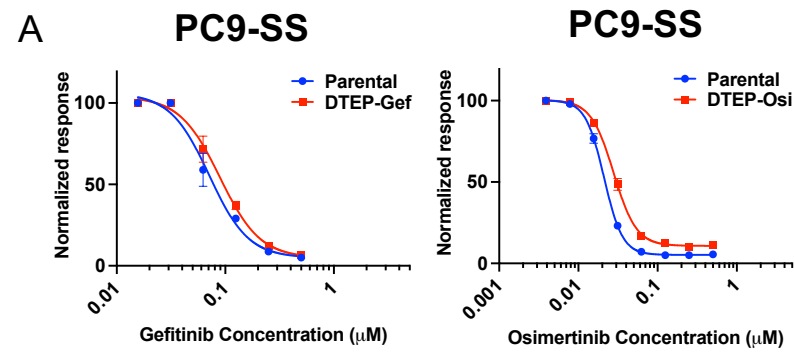 A
PC9-SS
Normalized response
100
50
0
Parental
DTEP-Gef
0.01
0.1
1
Gefitinib Concentration (μM)
PC9-SS
Normalized response
100
50
0
Parental
DTEP-Osi
0.001
0.01
0.1
1
Osimertinib Concentration (μM)